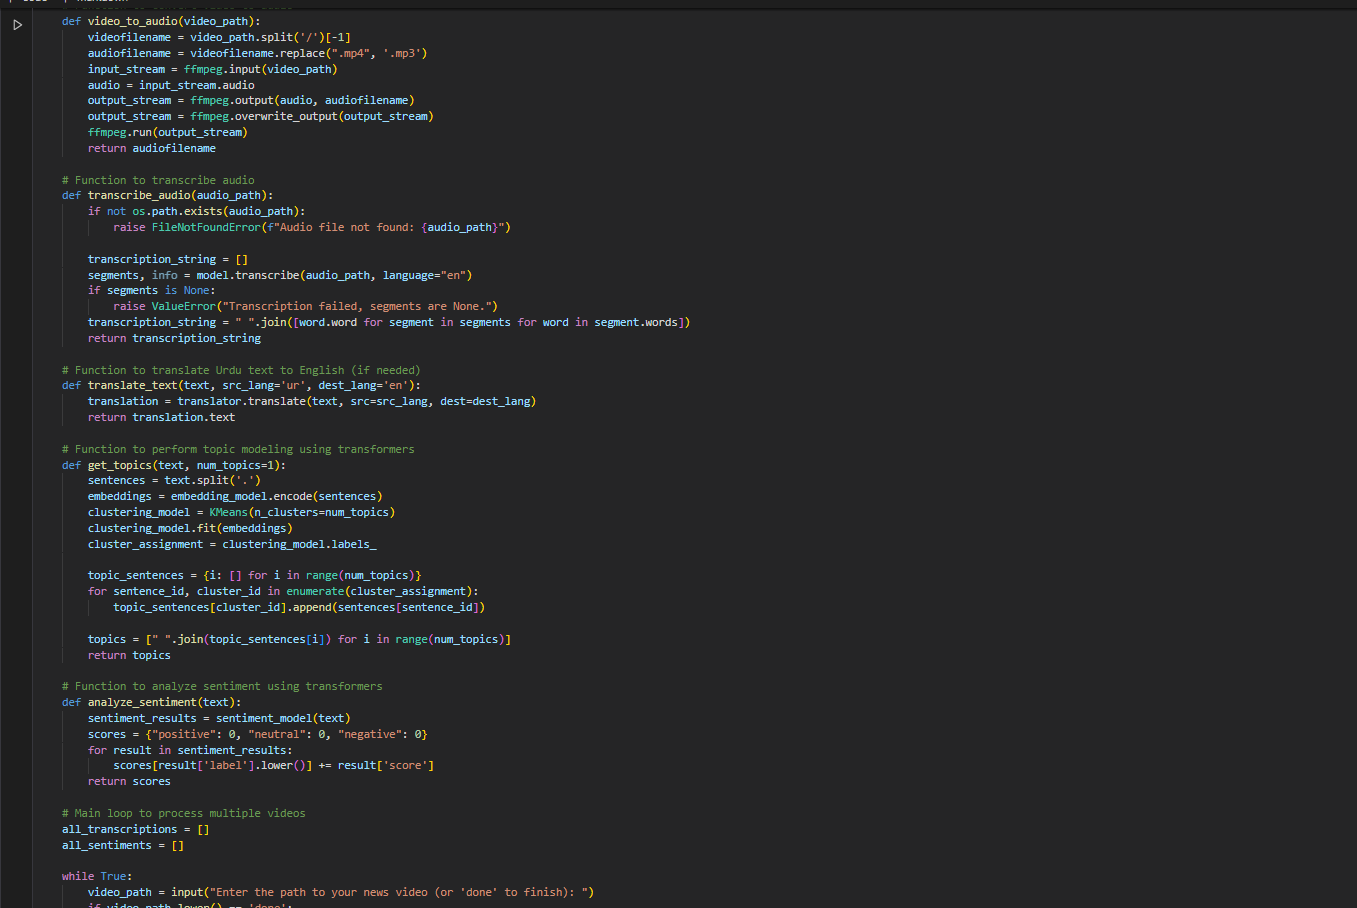 def video_to_audio(video_path):
    videofilename = video_path.split('/')[-1]
    audiofilename = videofilename.replace(".mp4", '.mp3')
    input_stream = ffmpeg.input(video_path)
    audio = input_stream.audio
    output_stream = ffmpeg.output(audio, audiofilename)
    output_stream = ffmpeg.overwrite_output(output_stream)
    ffmpeg.run(output_stream)
    return audiofilename

# Function to transcribe audio
def transcribe_audio(audio_path):
    if not os.path.exists(audio_path):
        raise FileNotFoundError(f"Audio file not found: {audio_path}")

    transcription_string = []
    segments, info = model.transcribe(audio_path, language="en")
    if segments is None:
        raise ValueError("Transcription failed, segments are None.")
    transcription_string = " ".join([word.word for segment in segments for word in segment.words])
    return transcription_string

# Function to translate Urdu text to English (if needed)
def translate_text(text, src_lang='ur', dest_lang='en'):
    translation = translator.translate(text, src=src_lang, dest=dest_lang)
    return translation.text

# Function to perform topic modeling using transformers
def get_topics(text, num_topics=1):
    sentences = text.split('.')
    embeddings = embedding_model.encode(sentences)
    clustering_model = KMeans(n_clusters=num_topics)
    clustering_model.fit(embeddings)
    cluster_assignment = clustering_model.labels_

    topic_sentences = {i: [] for i in range(num_topics)}
    for sentence_id, cluster_id in enumerate(cluster_assignment):
        topic_sentences[cluster_id].append(sentences[sentence_id])

    topics = [" ".join(topic_sentences[i]) for i in range(num_topics)]
    return topics

# Function to analyze sentiment using transformers
def analyze_sentiment(text):
    sentiment_results = sentiment_model(text)
    scores = {"positive": 0, "neutral": 0, "negative": 0}
    for result in sentiment_results:
        scores[result['label'].lower()] += result['score']
    return scores

# Main loop to process multiple videos
all_transcriptions = []
all_sentiments = []

while True:
    video_path = input("Enter the path to your news video (or 'done' to finish): ")
    if video_path.lower() == 'done':